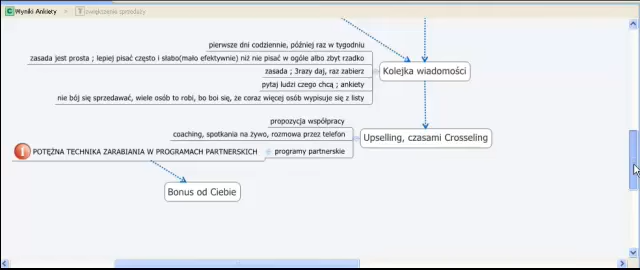 Wyniki Ankiety
zwiększenie sprzedaży
pierwsze dni codziennie, później raz w tygodniu
zasada jest prosta ; lepiej pisać często i słabo(mało efektywnie) niż nie pisać w ogóle albo zbyt rzadko
Kolejka wiadomości
zasada ; 3razy daj, raz zabierz
pytaj ludzi czego chcą ; ankiety
nie bój się sprzedawać, wiele osób to robi, bo boi się, że coraz więcej osób wypisuje się z listy
propozycja współpracy
coaching, spotkania na żywo, rozmowa przez telefon
Upselling, czasami Crosseling
POTĘŻNA TECHNIKA ZARABIANIA W PROGRAMACH PARTNERSKICH
programy partnerskie
Bonus od Ciebie